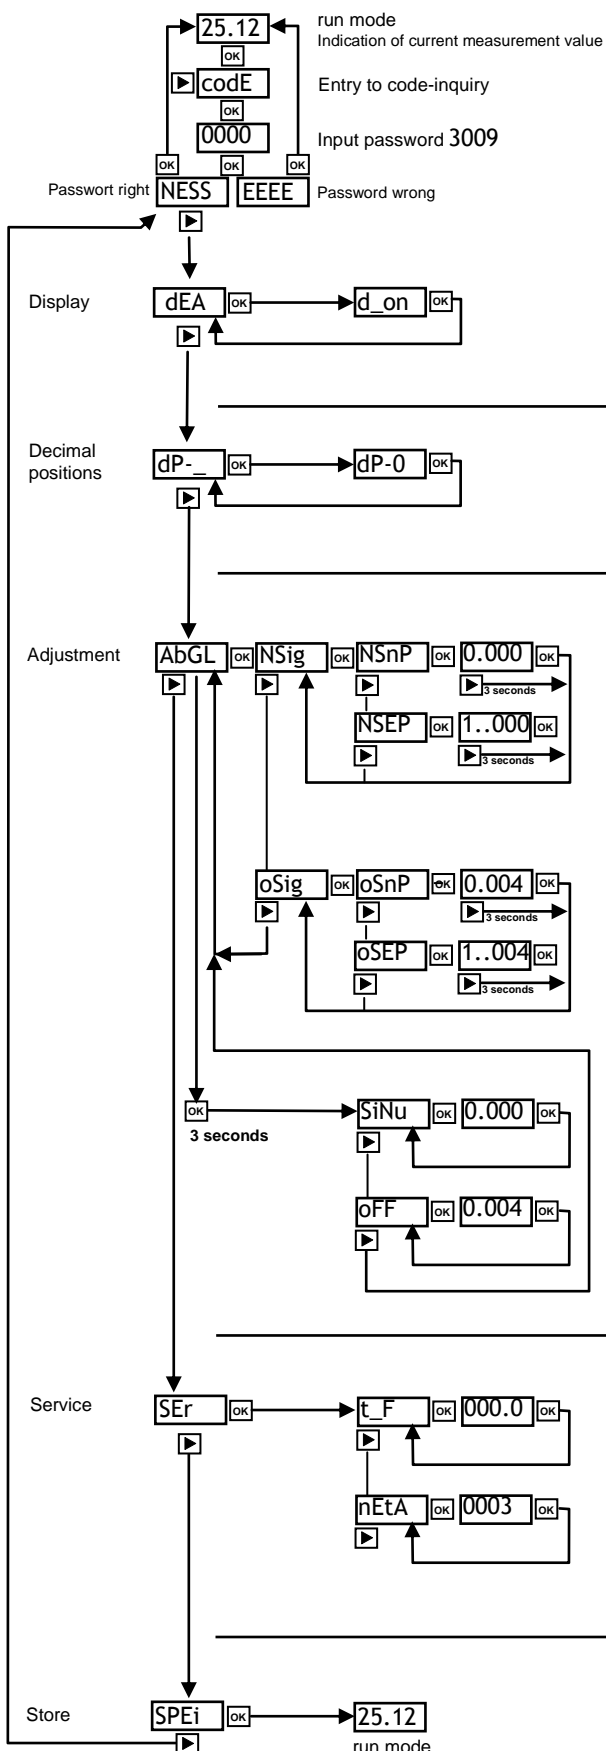 25.12
run mode
Indication of current measurement value
OK
codE
Entry to code-inquiry
OK
0000
Input password 3009
OK OK OK
Passwort right NESS EEEE Password wrong
Display dEA OK d_on OK
Decimal
positions
dP-_ OK dP-0 OK
Adjustment AbGL OK NSig OK NSnP OK 0.000 OK
3 seconds
NSEP OK 1..000 OK
3 seconds
oSig OK oSnP OK 0.004 OK
3 seconds
oSEP OK 1..004 OK
3 seconds
OK SiNu OK 0.000 OK
3 seconds
oFF OK 0.004 OK
Service SEr OK t_F OK 000.0 OK
nEtA OK 0003 OK
Store SPEi OK 25.12
run mode